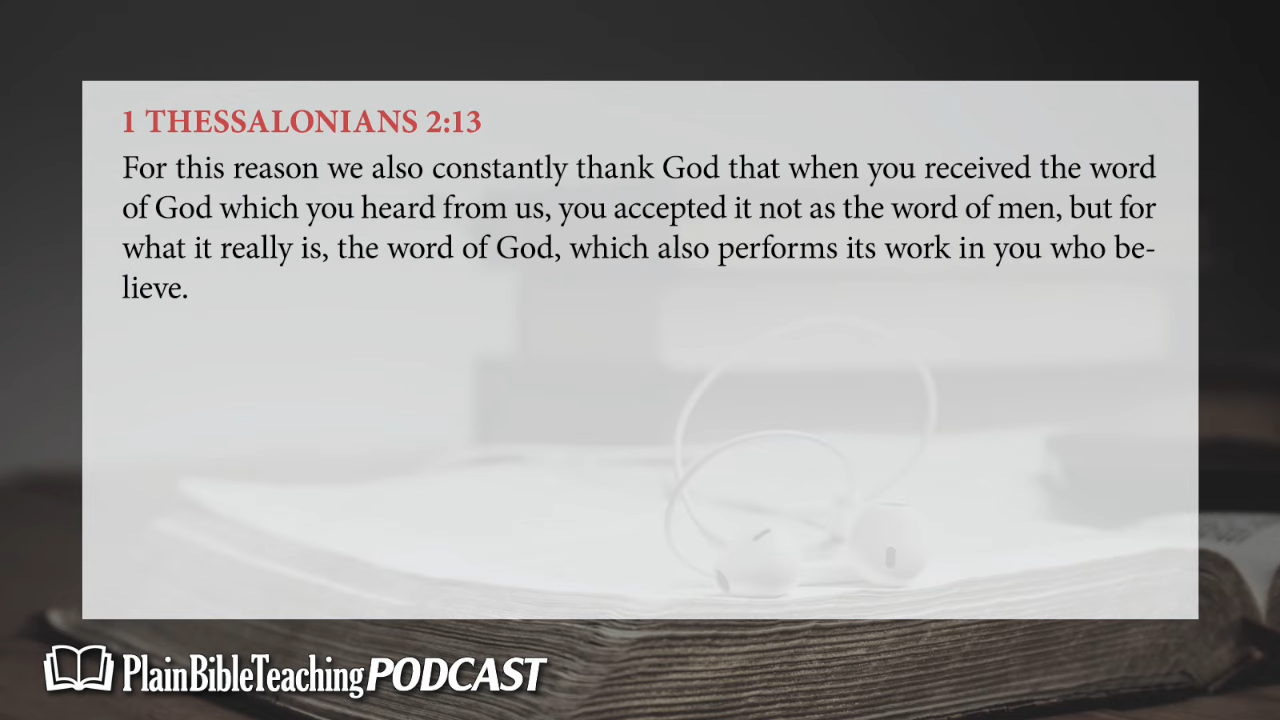 1 THESSALONIANS 2:13
For this reason we also constantly thank God that when you received the word
of God which you heard from us, you accepted it not as the word of men, but for
what it really is, the word of God, which also performs its work in you who be-
lieve.
PlainBibleTeaching PODCAST